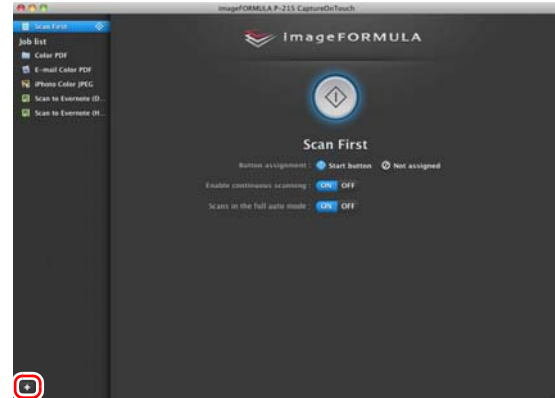 imageFORMULA P-215 CaptureOnTouch
Scan First
Job list
Color PDF
E-mail Color PDF
iPhone Color JPEG
Scan to Evernote (D...
Scan to Evernote (H...
imageFORMULA
Scan First
Button assignment : Start button Not assigned
Enable continuous scanning : ON OFF
Scans in the full auto mode : ON OFF
+